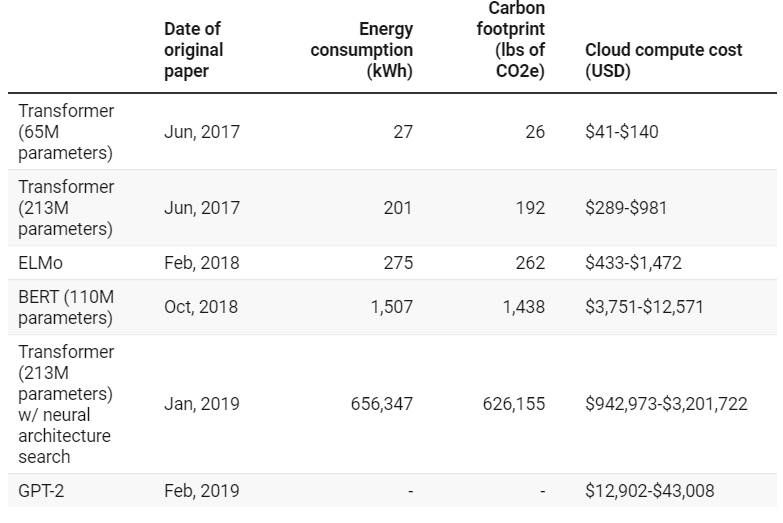 Date of original paper Energy consumption (kWh) Carbon footprint (lbs of CO2e) Cloud compute cost (USD)
Transformer (65M parameters) Jun, 2017 27 26 $41-$140
Transformer (213M parameters) Jun, 2017 201 192 $289-$981
ELMo Feb, 2018 275 262 $433-$1,472
BERT (110M parameters) Oct, 2018 1,507 1,438 $3,751-$12,571
Transformer (213M parameters) w/ neural architecture search Jan, 2019 656,347 626,155 $942,973-$3,201,722
GPT-2 Feb, 2019 - - $12,902-$43,008